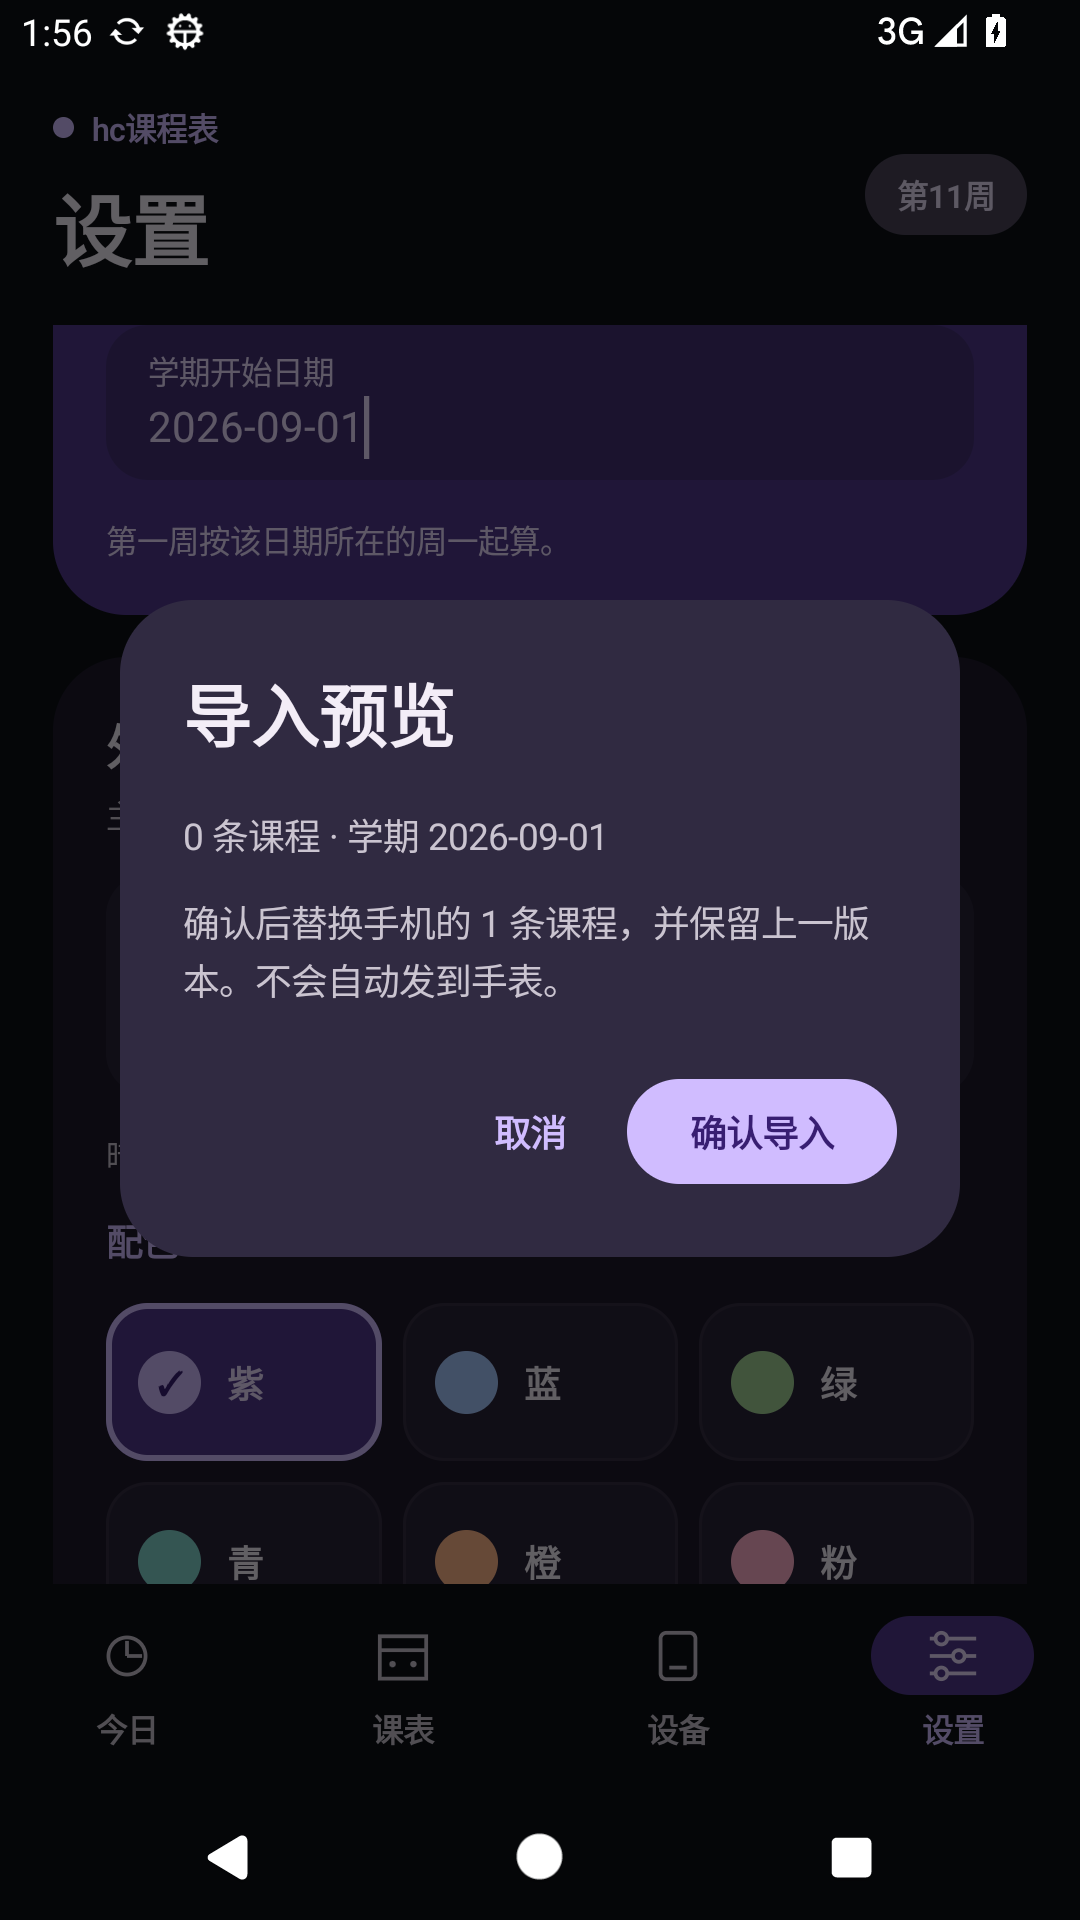 1:56
3G
hc课程表
设置
第11周
学期开始日期
2026-09-01
第一周按该日期所在的周一起算。
导入预览
0 条课程 · 学期 2026-09-01
确认后替换手机的 1 条课程，并保留上一版
本。不会自动发到手表。
取消
确认导入
配色
紫
蓝
绿
青
橙
粉
今日
课表
设备
设置